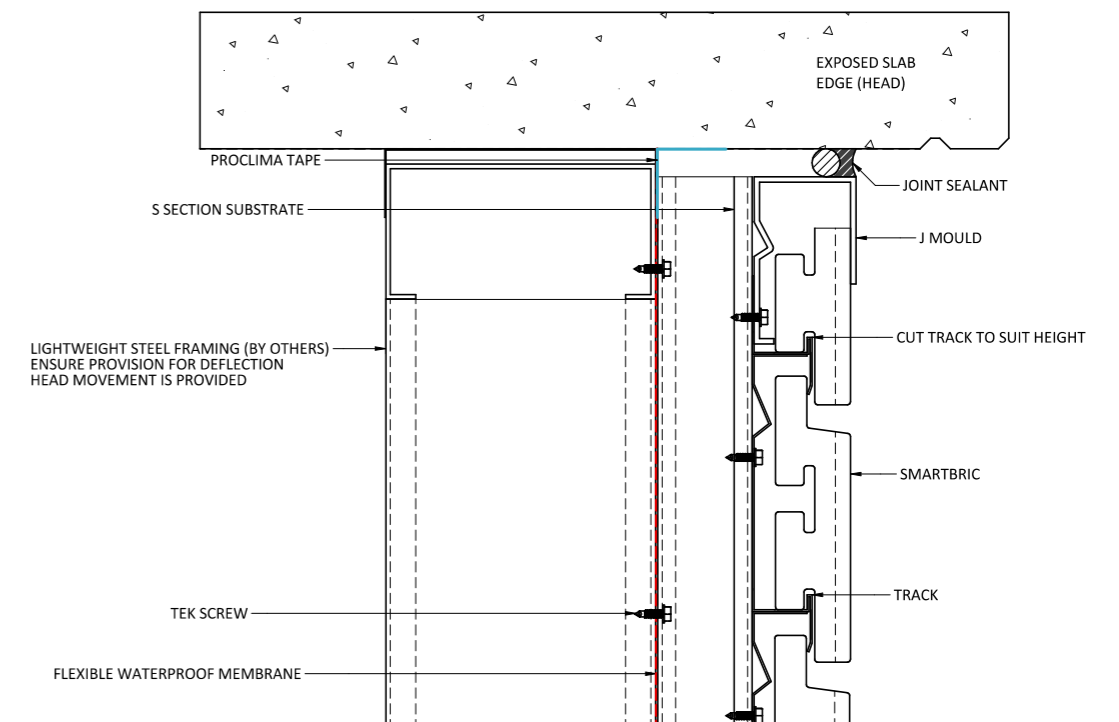 EXPOSED SLAB
EDGE (HEAD)
PROCLIMA TAPE
JOINT SEALANT
S SECTION SUBSTRATE
J MOULD
CUT TRACK TO SUIT HEIGHT
LIGHTWEIGHT STEEL FRAMING (BY OTHERS)
ENSURE PROVISION FOR DEFLECTION
HEAD MOVEMENT IS PROVIDED
SMARTBRIC
TRACK
TEK SCREW
FLEXIBLE WATERPROOF MEMBRANE